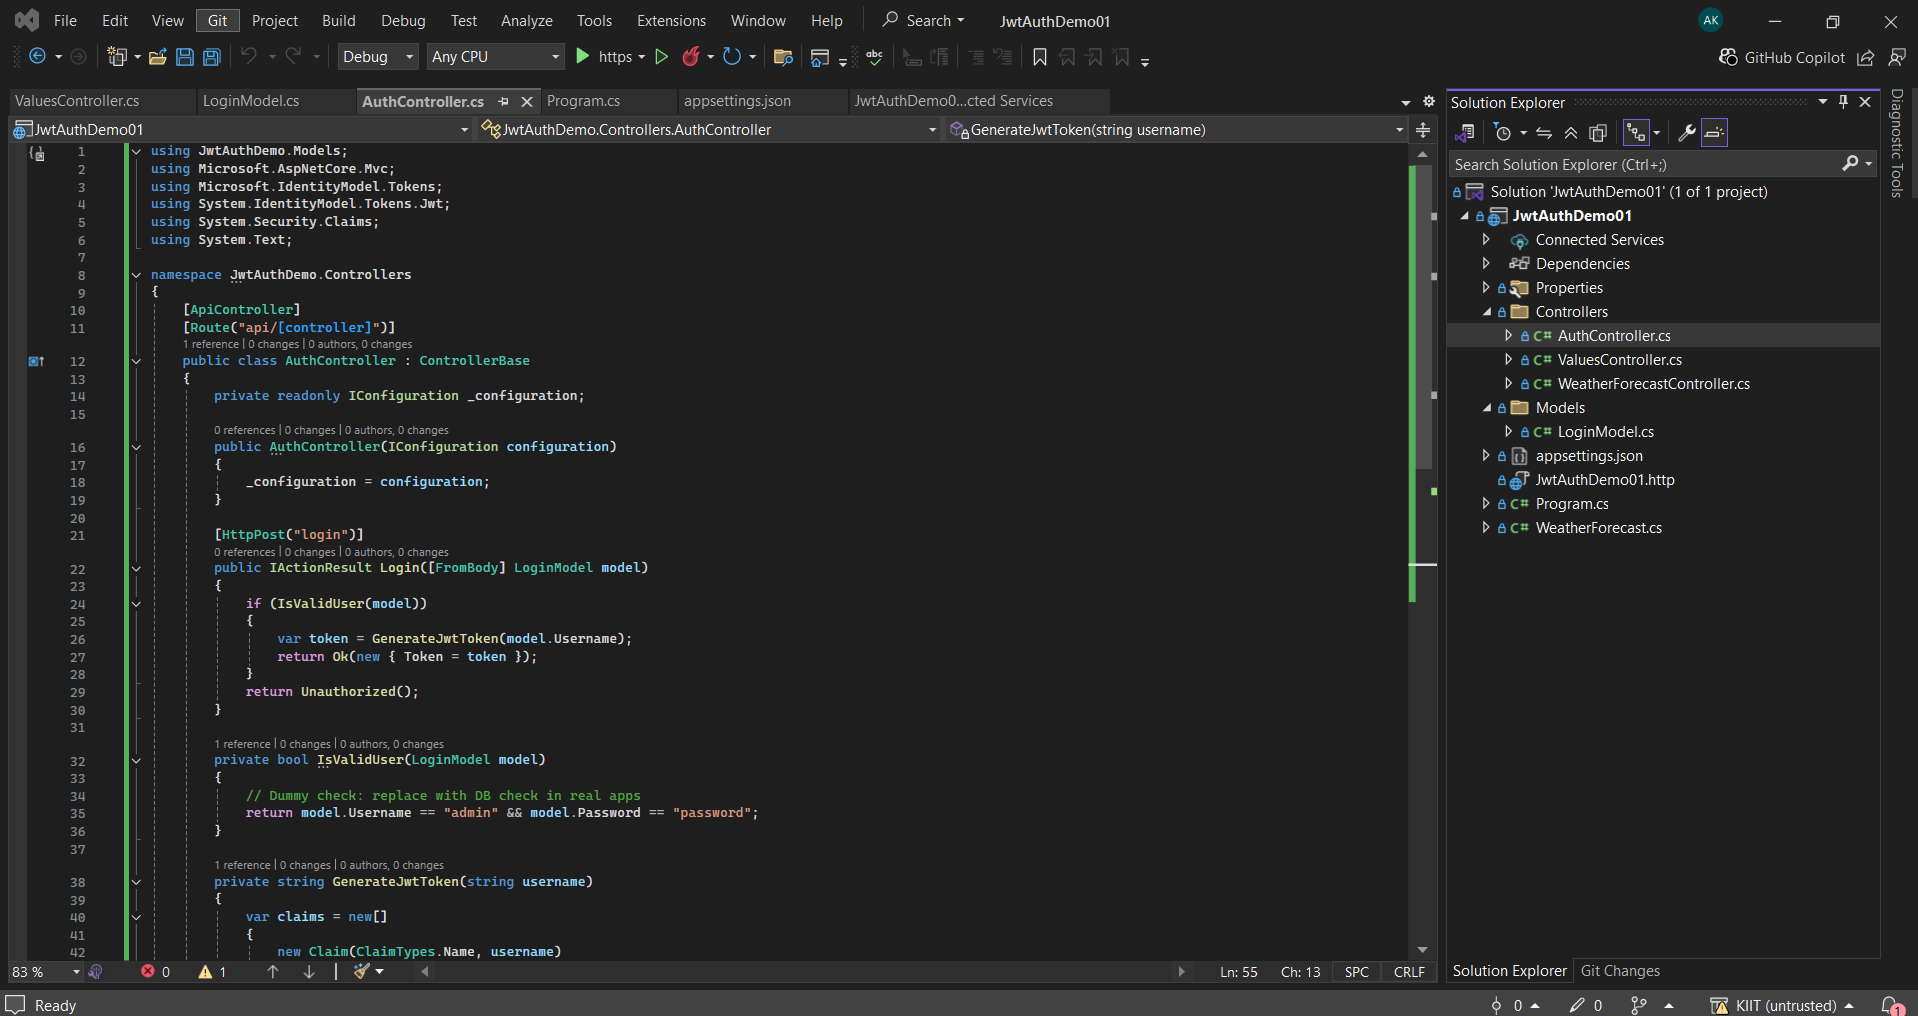 File Edit View Git Project Build Debug Test Analyze Tools Extensions Window Help Search JwtAuthDemo01 AK
Debug Any CPU https abc GitHub Copilot
ValuesController.cs LoginModel.cs AuthController.cs Program.cs appsettings.json JwtAuthDemo0...cted Services
JwtAuthDemo01 JwtAuthDemo.Controllers.AuthController GenerateJwtToken(string username)
1 using JwtAuthDemo.Models;
2 using Microsoft.AspNetCore.Mvc;
3 using Microsoft.IdentityModel.Tokens;
4 using System.IdentityModel.Tokens.Jwt;
5 using System.Security.Claims;
6 using System.Text;
7
8 namespace JwtAuthDemo.Controllers
9 {
10 [ApiController]
11 [Route("api/[controller]")]
1 reference | 0 changes | 0 authors, 0 changes
12 public class AuthController : ControllerBase
13 {
14 private readonly IConfiguration _configuration;
15
0 references | 0 changes | 0 authors, 0 changes
16 public AuthController(IConfiguration configuration)
17 {
18 _configuration = configuration;
19 }
20
21 [HttpPost("login")]
0 references | 0 changes | 0 authors, 0 changes
22 public IActionResult Login([FromBody] LoginModel model)
23 {
24 if (IsValidUser(model))
25 {
26 var token = GenerateJwtToken(model.Username);
27 return Ok(new { Token = token });
28 }
29 return Unauthorized();
30 }
31
1 reference | 0 changes | 0 authors, 0 changes
32 private bool IsValidUser(LoginModel model)
33 {
34 // Dummy check: replace with DB check in real apps
35 return model.Username == "admin" && model.Password == "password";
36 }
37
1 reference | 0 changes | 0 authors, 0 changes
38 private string GenerateJwtToken(string username)
39 {
40 var claims = new[]
41 {
42 new Claim(ClaimTypes.Name, username)
83 % 0 1 Ln: 55 Ch: 13 SPC CRLF
Solution Explorer
Search Solution Explorer (Ctrl+;)
Solution 'JwtAuthDemo01' (1 of 1 project)
JwtAuthDemo01
Connected Services
Dependencies
Properties
Controllers
C# AuthController.cs
C# ValuesController.cs
C# WeatherForecastController.cs
Models
C# LoginModel.cs
appsettings.json
JwtAuthDemo01.http
C# Program.cs
C# WeatherForecast.cs
Solution Explorer Git Changes
Diagnostic Tools
Ready 0 0 KIIT (untrusted) 1